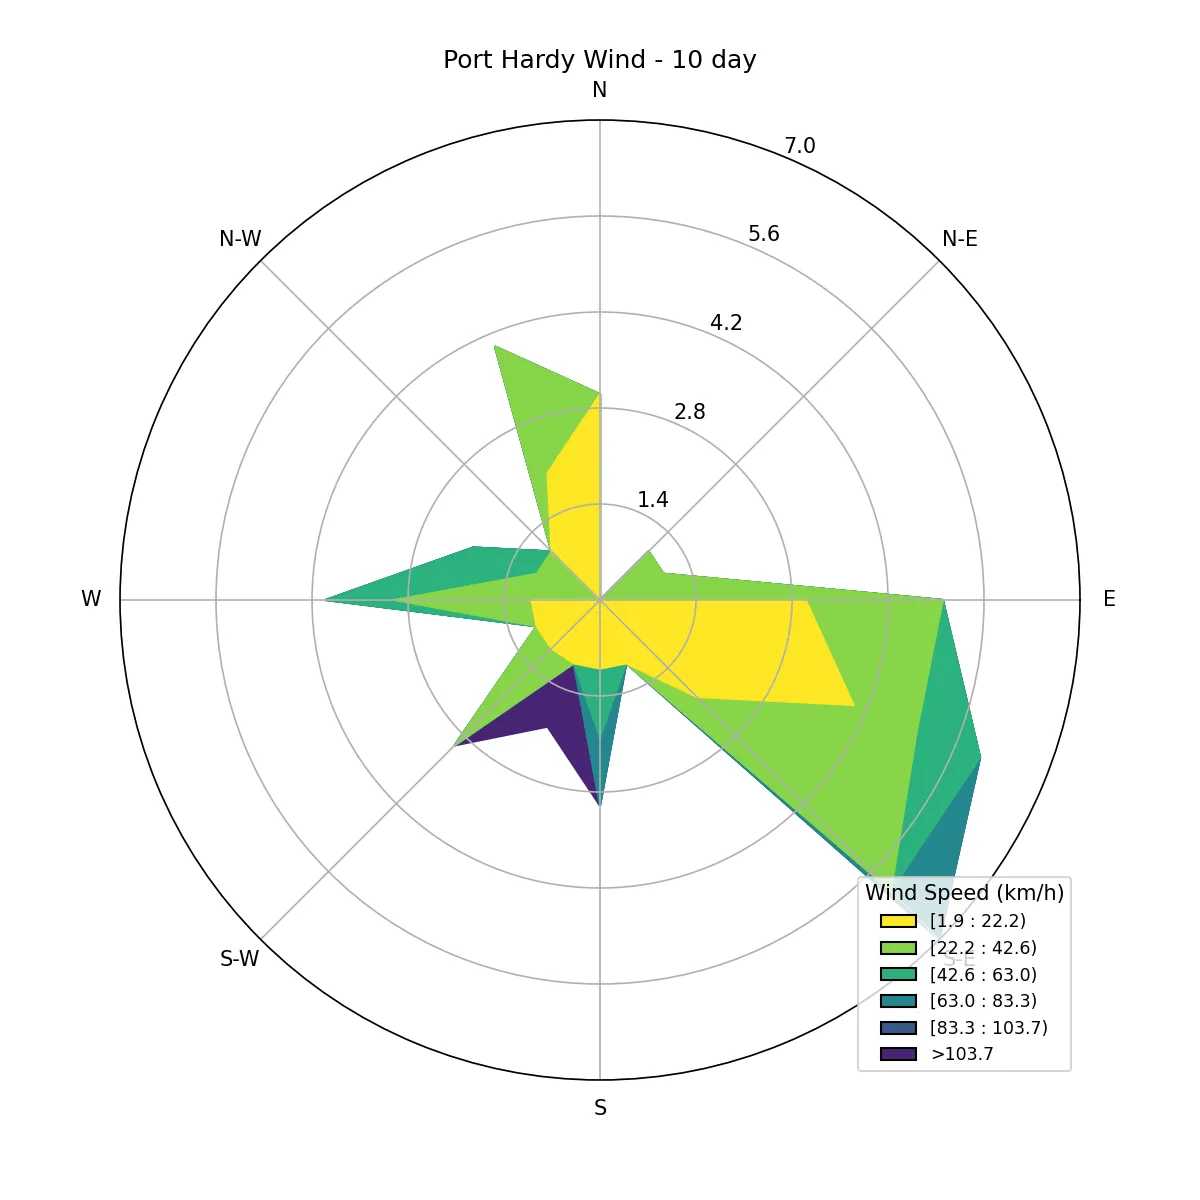 Port Hardy Wind - 10 day
N
7.0
N-W
N-E
5.6
4.2
2.8
1.4
W
E
Wind Speed (km/h)
[1.9 : 22.2)
[22.2 : 42.6)
S-W
S-E
[42.6 : 63.0)
[63.0 : 83.3)
[83.3 : 103.7)
>103.7
S